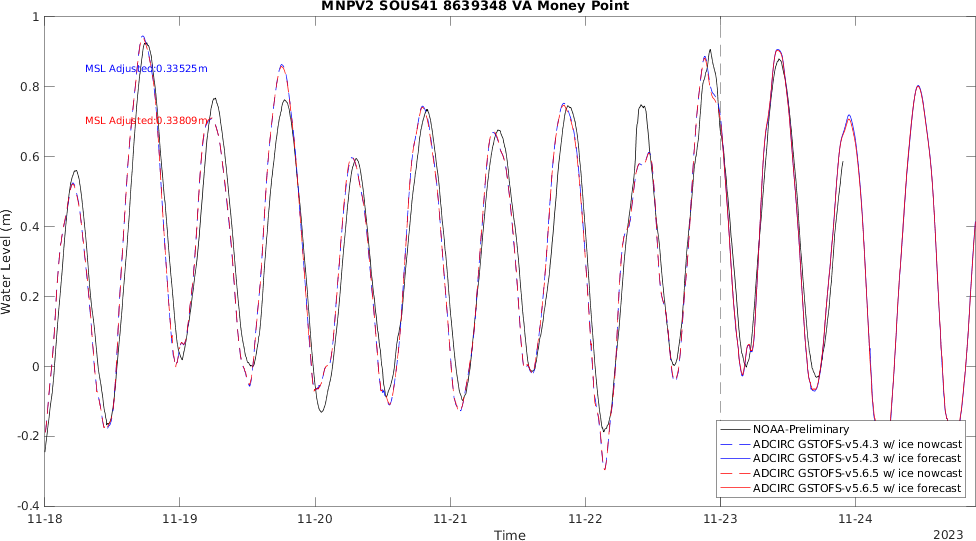 MNPV2 SOUS41 8639348 VA Money Point
1
0.8
0.6
0.4
0.2
0
-0.2
-0.4
Water Level (m)
MSL Adjusted:0.33525m
MSL Adjusted:0.33809m
NOAA-Preliminary
ADCIRC GSTOFS-v5.4.3 w/ ice nowcast
ADCIRC GSTOFS-v5.4.3 w/ ice forecast
ADCIRC GSTOFS-v5.6.5 w/ ice nowcast
ADCIRC GSTOFS-v5.6.5 w/ ice forecast
11-18 11-19 11-20 11-21 11-22 11-23 11-24
Time
2023